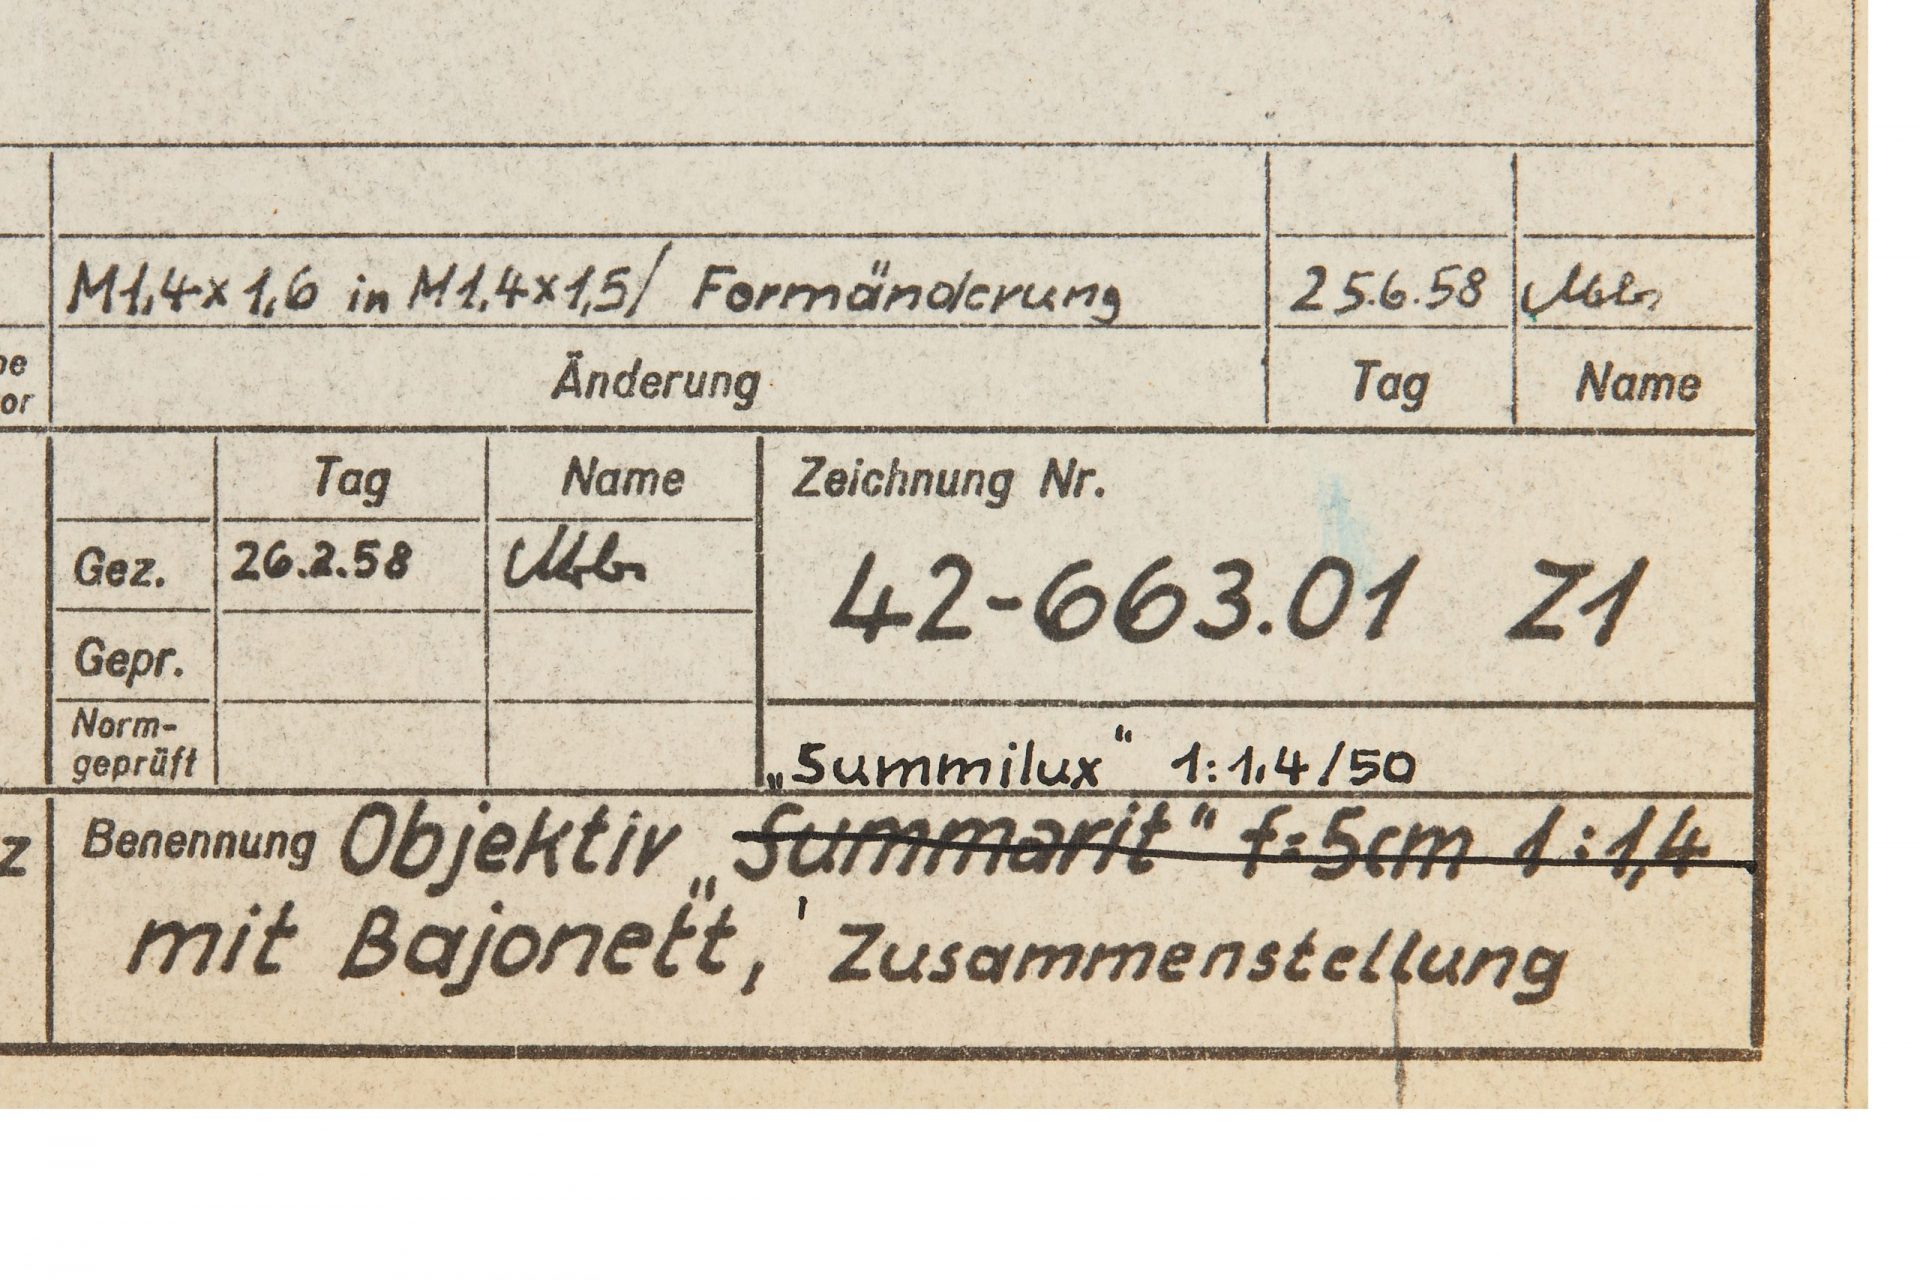 M1,4x1,6 in M1,4x1,5/ Formänderung 25.6.58
Änderung Tag Name
Tag Name Zeichnung Nr.
Gez. 26.2.58
42-663.01 Z1
Gepr.
Norm-
geprüft
„Summilux“ 1:1,4/50
Benennung Objektiv „Summarit“ f=5cm 1:1,4
mit Bajonett, Zusammenstellung